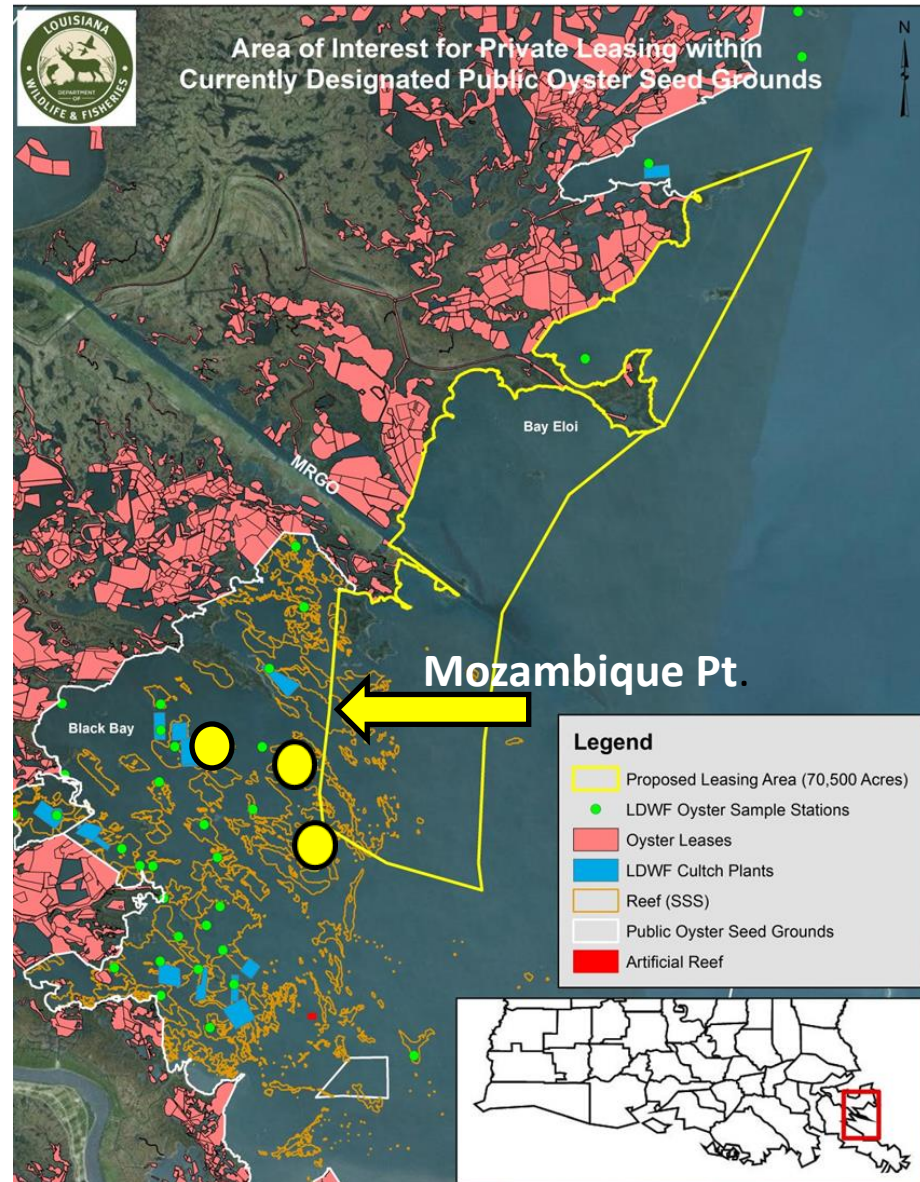 LOUISIANA
DEPARTMENT
OF
WILDLIFE & FISHERIES
Area of Interest for Private Leasing within
Currently Designated Public Oyster Seed Grounds
N
Bay Eloi
MRGO
Mozambique Pt.
Black Bay
Legend
Proposed Leasing Area (70,500 Acres)
LDWF Oyster Sample Stations
Oyster Leases
LDWF Cultch Plants
Reef (SSS)
Public Oyster Seed Grounds
Artificial Reef